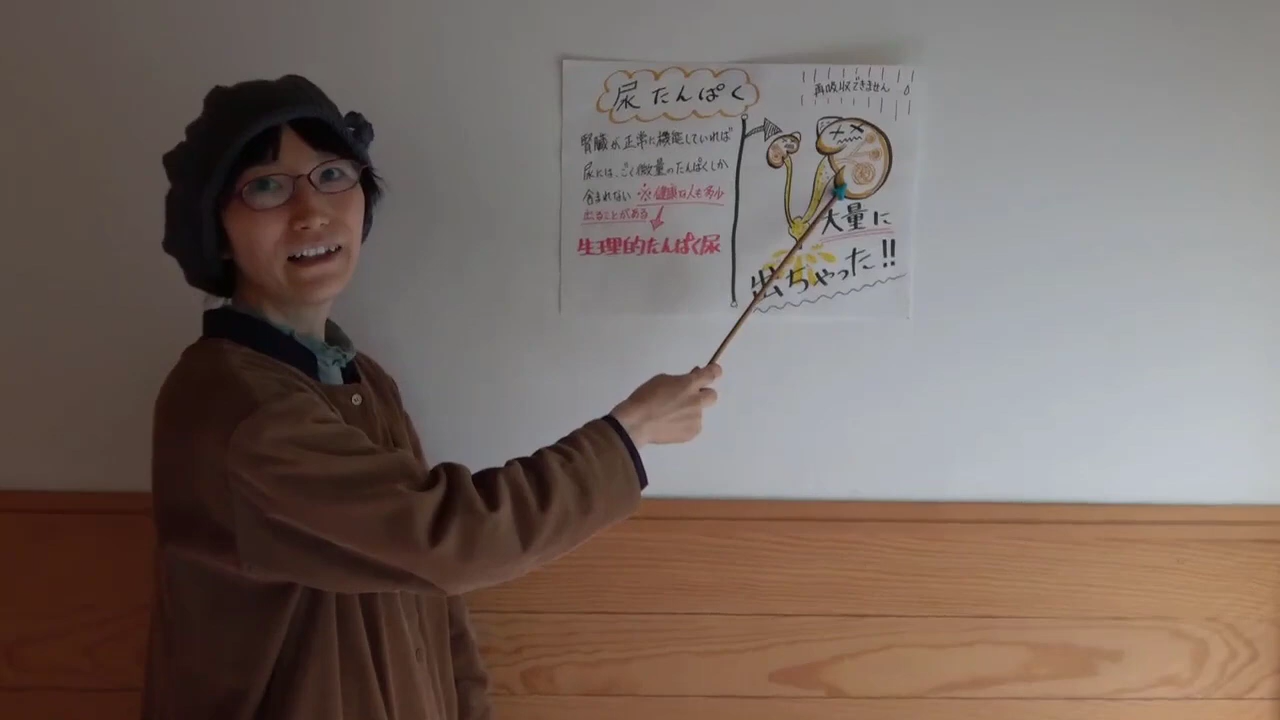 尿たんぱく
腎臓が正常に機能していれば
尿には、ごく微量のたんぱくしか
含まれない ※健康な人も多少
出ることがある
生理的たんぱく尿
再吸収できません
大量に
出ちゃった!!